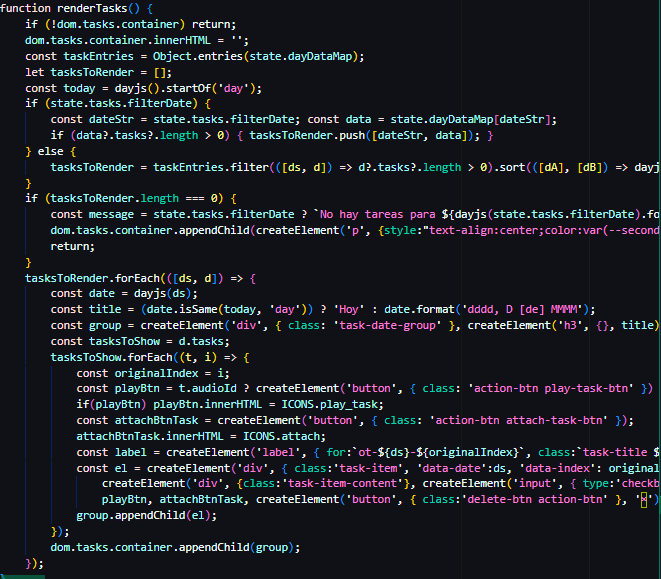 function renderTasks() {
if (!dom.tasks.container) return;
dom.tasks.container.innerHTML = '';
const taskEntries = Object.entries(state.dayDataMap);
let tasksToRender = [];
const today = dayjs().startOf('day');
if (state.tasks.filterDate) {
const dateStr = state.tasks.filterDate; const data = state.dayDataMap[dateStr];
if (data?.tasks?.length > 0) { tasksToRender.push([dateStr, data]); }
} else {
tasksToRender = taskEntries.filter(([ds, d]) => d?.tasks?.length > 0).sort(([dA], [dB]) => dayj
}
if (tasksToRender.length === 0) {
const message = state.tasks.filterDate ? `No hay tareas para ${dayjs(state.tasks.filterDate).fo
dom.tasks.container.appendChild(createElement('p', {style:"text-align:center;color:var(--second
return;
}
tasksToRender.forEach(([ds, d]) => {
const date = dayjs(ds);
const title = (date.isSame(today, 'day')) ? 'Hoy' : date.format('dddd, D [de] MMMM');
const group = createElement('div', { class: 'task-date-group' }, createElement('h3', {}, title)
const tasksToShow = d.tasks;
tasksToShow.forEach((t, i) => {
const originalIndex = i;
const playBtn = t.audioId ? createElement('button', { class: 'action-btn play-task-btn' })
if(playBtn) playBtn.innerHTML = ICONS.play_task;
const attachBtnTask = createElement('button', { class: 'action-btn attach-task-btn' });
attachBtnTask.innerHTML = ICONS.attach;
const label = createElement('label', { for:`ot-${ds}-${originalIndex}`, class:`task-title $
const el = createElement('div', { class:'task-item', 'data-date':ds, 'data-index': original
createElement('div', {class:'task-item-content'}, createElement('input', { type:'checkb
playBtn, attachBtnTask, createElement('button', { class:'delete-btn action-btn' }, '×')
group.appendChild(el);
});
dom.tasks.container.appendChild(group);
});